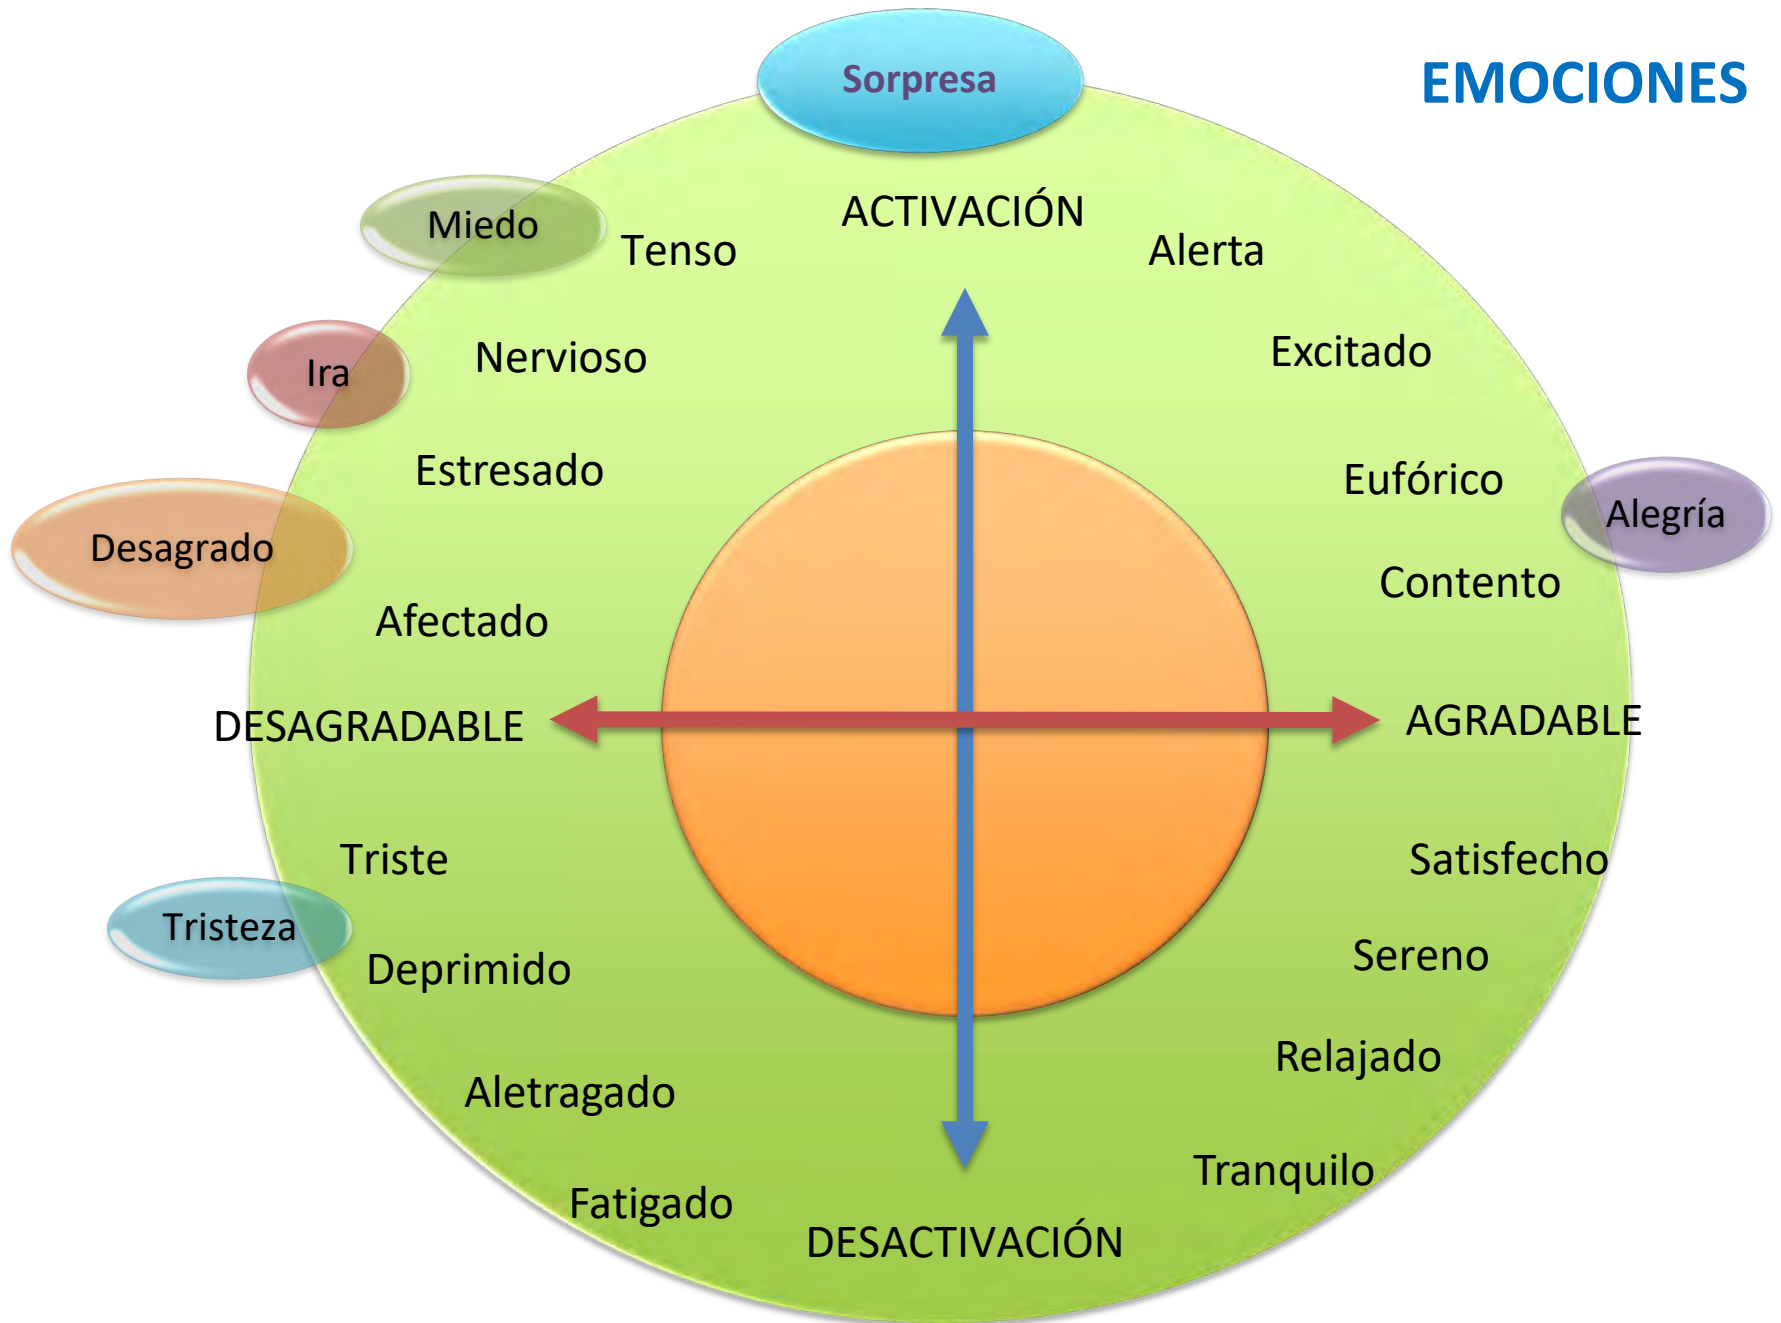 EMOCIONES
Sorpresa
ACTIVACIÓN
Miedo
Tenso
Alerta
Ira
Nervioso
Excitado
Estresado
Eufórico
Alegría
Desagrado
Contento
Afectado
DESAGRADABLE
AGRADABLE
Triste
Satisfecho
Tristeza
Deprimido
Sereno
Aletragado
Relajado
Fatigado
Tranquilo
DESACTIVACIÓN